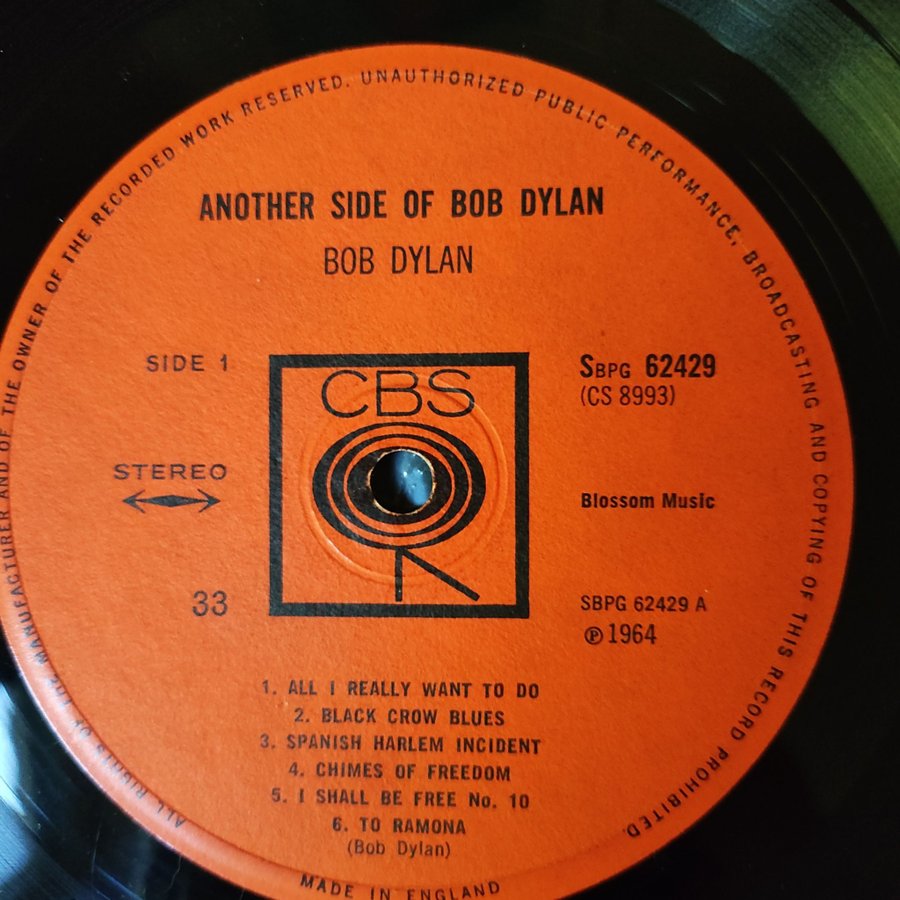 ALL RIGHTS OF THE MANUFACTURER AND OF THE OWNER OF THE RECORDED WORK RESERVED. UNAUTHORIZED PUBLIC PERFORMANCE, BROADCASTING AND COPYING OF THIS RECORD PROHIBITED.
ANOTHER SIDE OF BOB DYLAN
BOB DYLAN
SIDE 1
CBS
SBPG 62429
(CS 8993)
STEREO
Blossom Music
33
SBPG 62429 A
℗ 1964
1. ALL I REALLY WANT TO DO
2. BLACK CROW BLUES
3. SPANISH HARLEM INCIDENT
4. CHIMES OF FREEDOM
5. I SHALL BE FREE No. 10
6. TO RAMONA
(Bob Dylan)
MADE IN ENGLAND